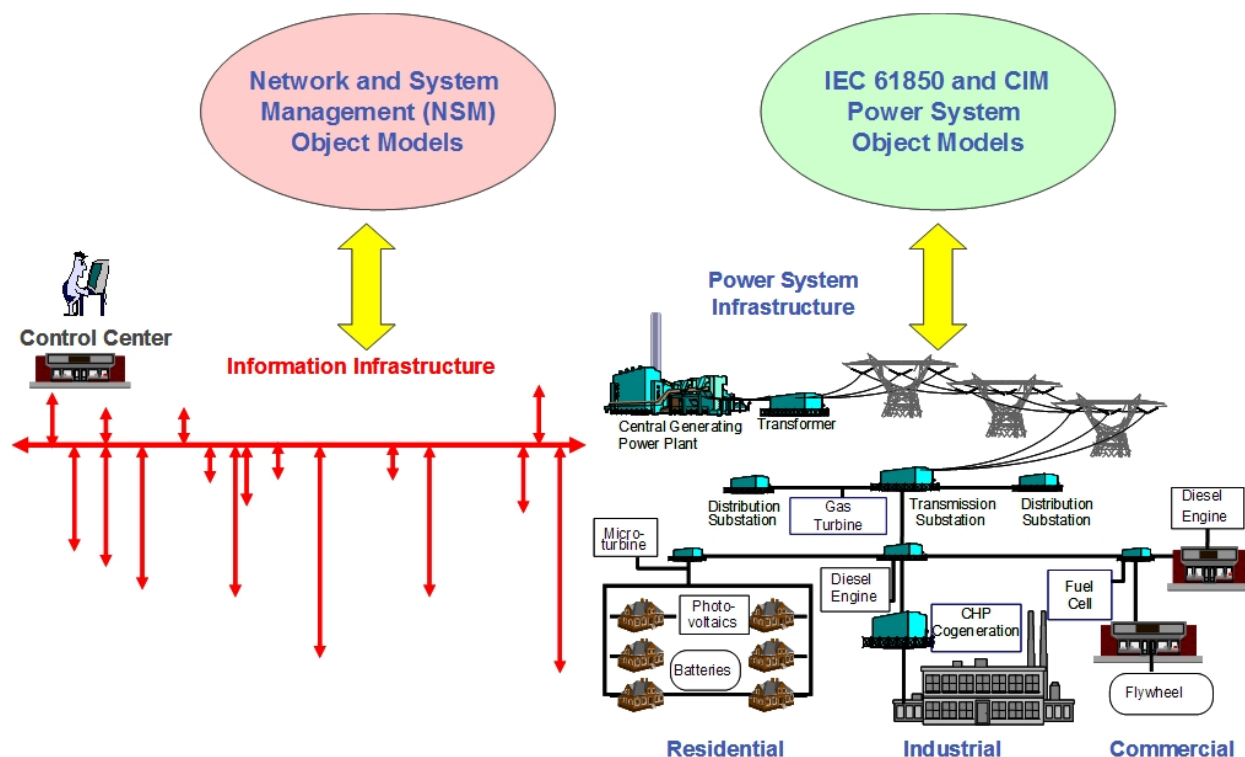 Network and System
Management (NSM)
Object Models
IEC 61850 and CIM
Power System
Object Models
Control Center
Information Infrastructure
Power System
Infrastructure
Central Generating
Power Plant
Transformer
Distribution
Substation
Gas
Turbine
Transmission
Substation
Distribution
Substation
Diesel
Engine
Micro-
turbine
Diesel
Engine
Fuel
Cell
Photo-
voltaics
CHP
Cogeneration
Batteries
Flywheel
Residential
Industrial
Commercial